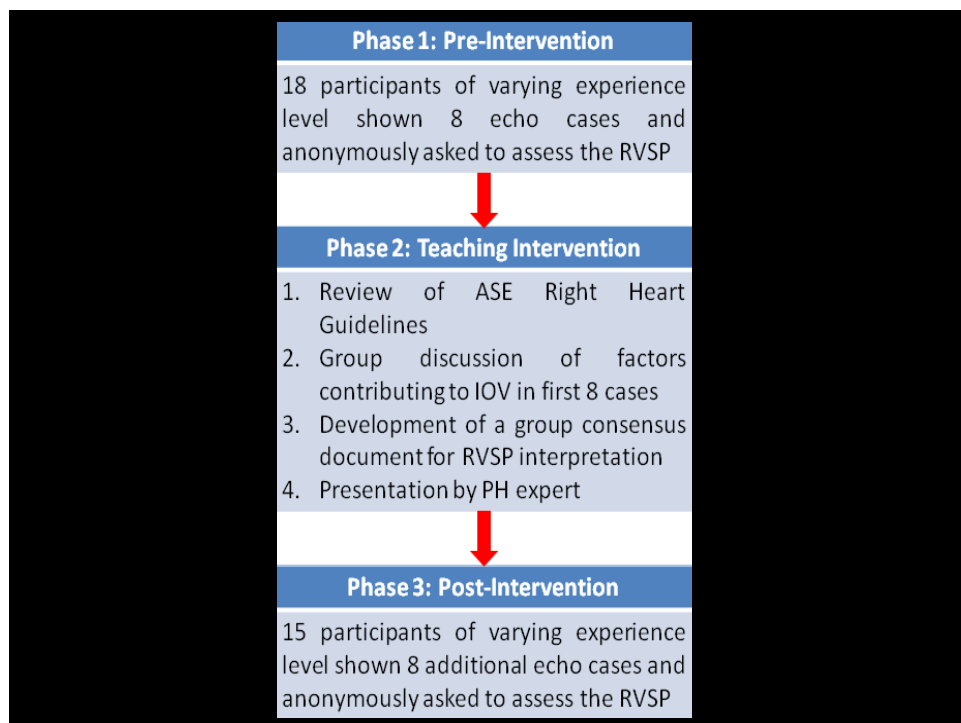 Phase 1: Pre-Intervention
18 participants of varying experience
level shown 8 echo cases and
anonymously asked to assess the RVSP
Phase 2: Teaching Intervention
1. Review of ASE Right Heart
Guidelines
2. Group discussion of factors
contributing to IOV in first 8 cases
3. Development of a group consensus
document for RVSP interpretation
4. Presentation by PH expert
Phase 3: Post-Intervention
15 participants of varying experience
level shown 8 additional echo cases and
anonymously asked to assess the RVSP